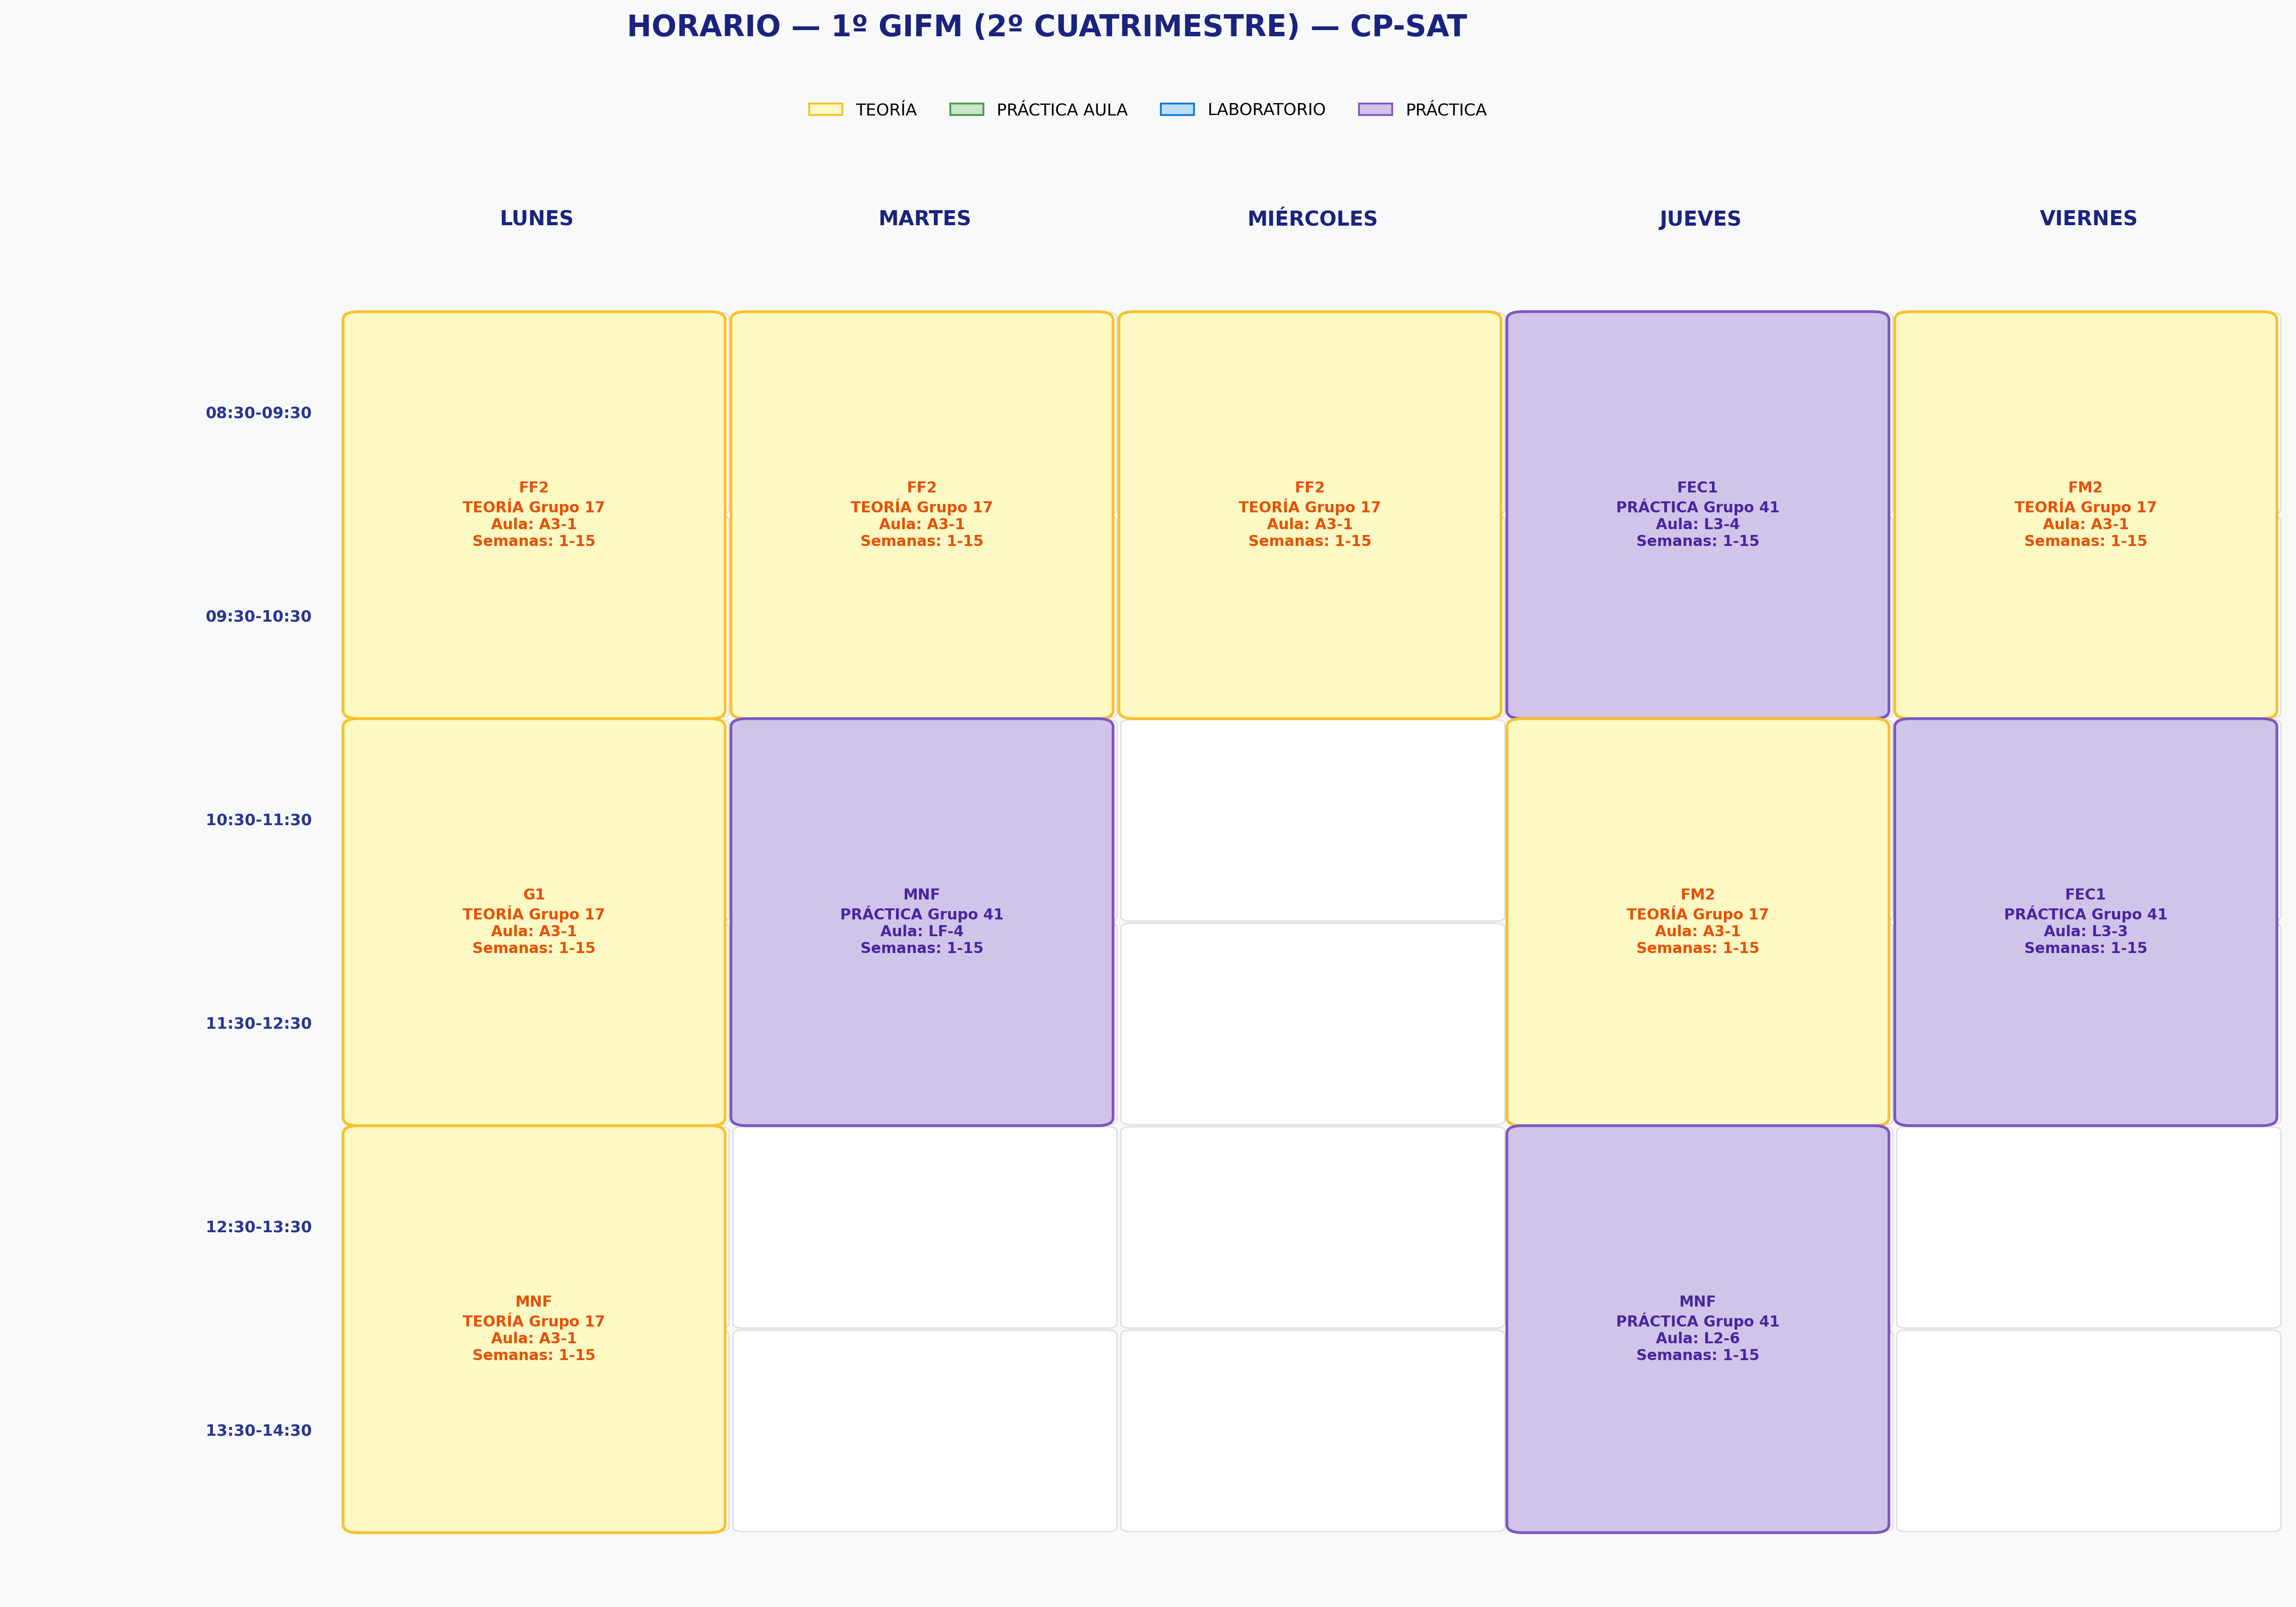 HORARIO — 1º GIFM (2º CUATRIMESTRE) — CP-SAT
TEORÍA
PRÁCTICA AULA
LABORATORIO
PRÁCTICA
LUNES
MARTES
MIÉRCOLES
JUEVES
VIERNES
08:30-09:30
09:30-10:30
FF2
TEORÍA Grupo 17
Aula: A3-1
Semanas: 1-15
FF2
TEORÍA Grupo 17
Aula: A3-1
Semanas: 1-15
FF2
TEORÍA Grupo 17
Aula: A3-1
Semanas: 1-15
FEC1
PRÁCTICA Grupo 41
Aula: L3-4
Semanas: 1-15
FM2
TEORÍA Grupo 17
Aula: A3-1
Semanas: 1-15
10:30-11:30
11:30-12:30
G1
TEORÍA Grupo 17
Aula: A3-1
Semanas: 1-15
MNF
PRÁCTICA Grupo 41
Aula: LF-4
Semanas: 1-15
FM2
TEORÍA Grupo 17
Aula: A3-1
Semanas: 1-15
FEC1
PRÁCTICA Grupo 41
Aula: L3-3
Semanas: 1-15
12:30-13:30
13:30-14:30
MNF
TEORÍA Grupo 17
Aula: A3-1
Semanas: 1-15
MNF
PRÁCTICA Grupo 41
Aula: L2-6
Semanas: 1-15